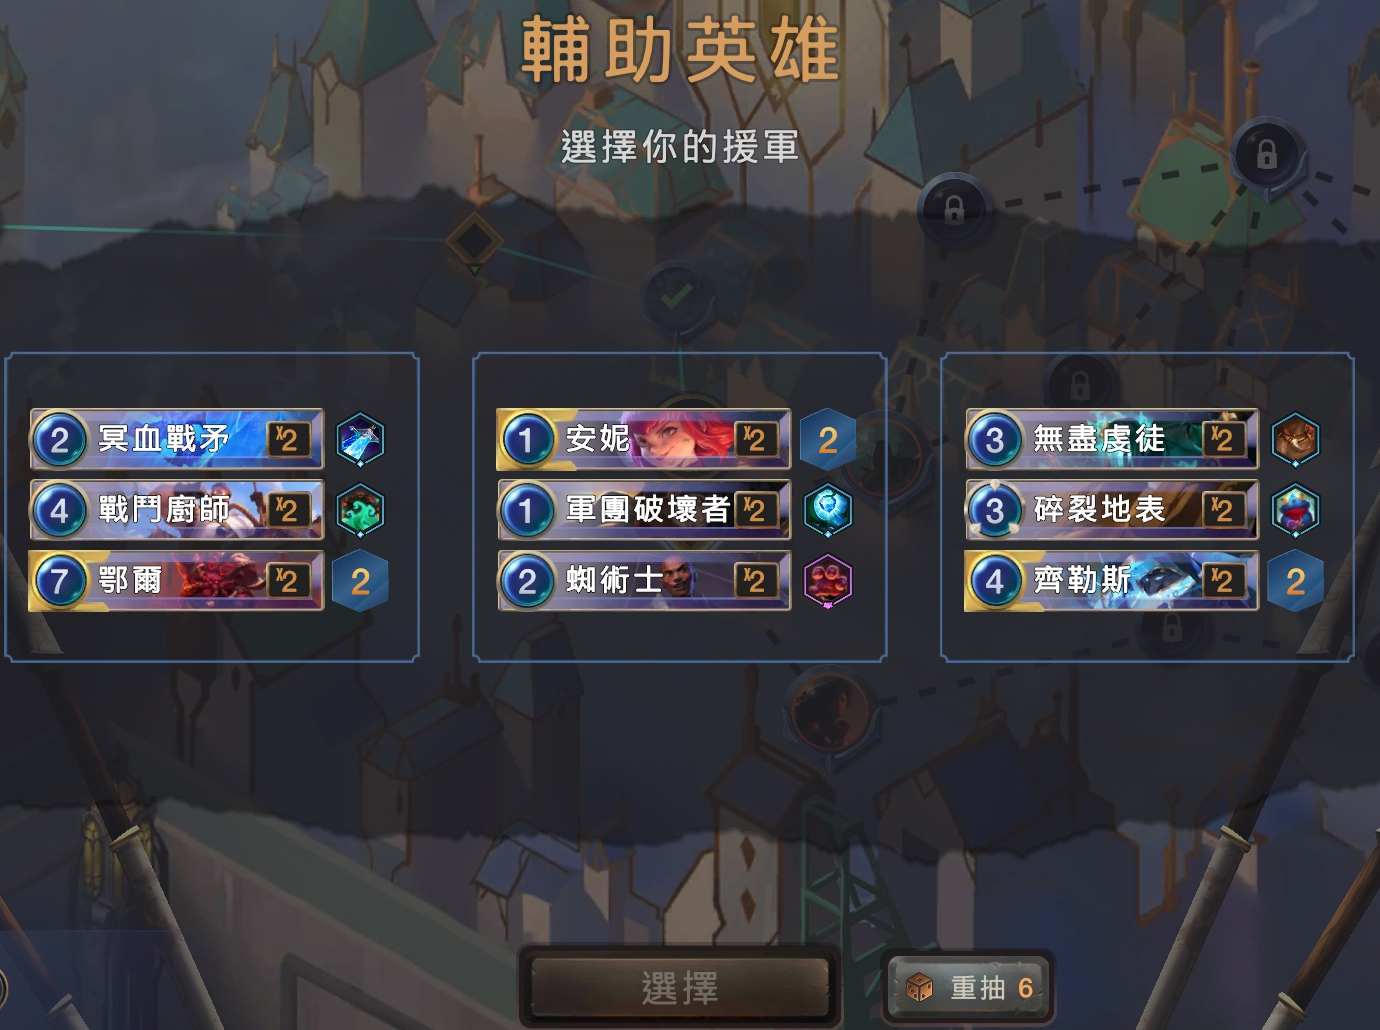 輔助英雄
選擇你的援軍
2 冥血戰矛 X2
4 戰鬥廚師 X2
7 鄂爾 X2 2
1 安妮 X2 2
1 軍團破壞者 X2
2 蜘術士 X2
3 無盡虔徒 X2
3 碎裂地表 X2
4 齊勒斯 X2 2
選擇
重抽 6